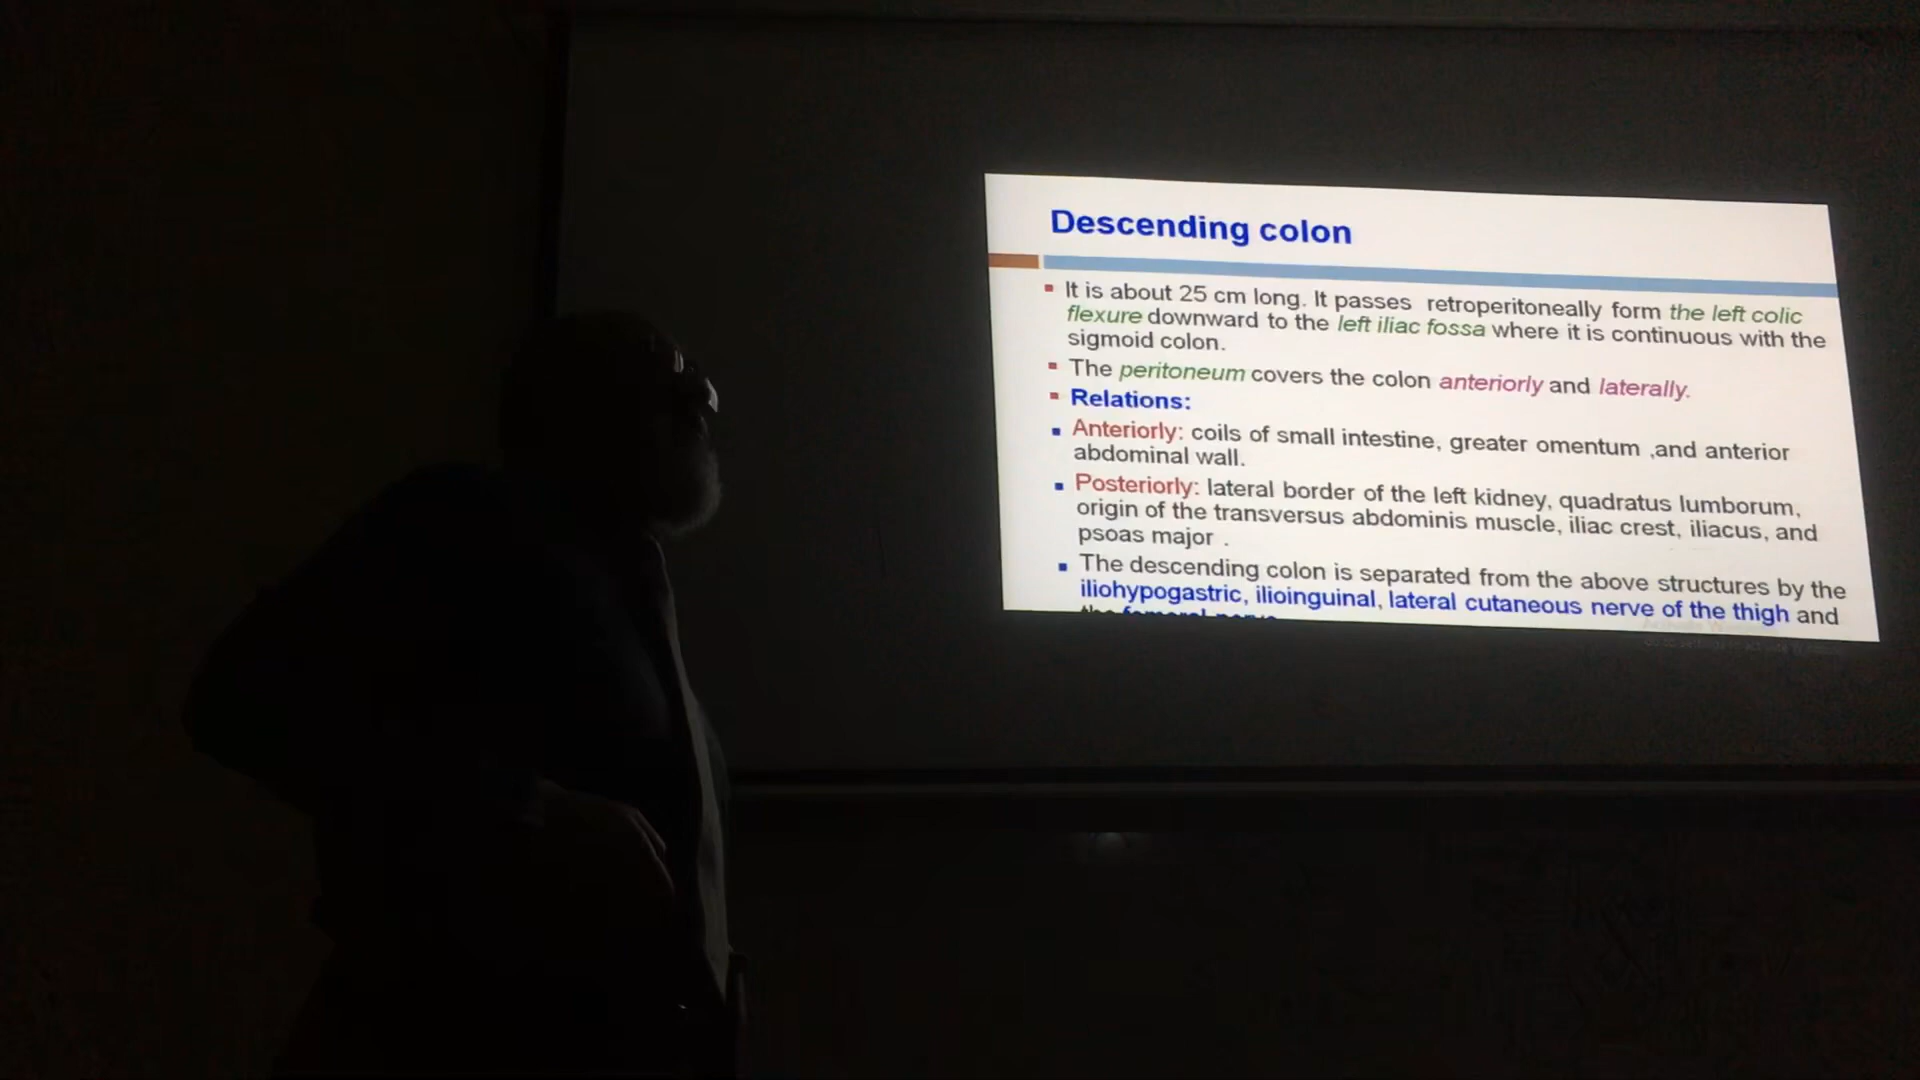 Descending colon
It is about 25 cm long. It passes retroperitoneally form the left colic
flexure downward to the left iliac fossa where it is continuous with the
sigmoid colon.
The peritoneum covers the colon anteriorly and laterally.
Relations:
Anteriorly: coils of small intestine, greater omentum ,and anterior
abdominal wall.
Posteriorly: lateral border of the left kidney, quadratus lumborum,
origin of the transversus abdominis muscle, iliac crest, iliacus, and
psoas major .
The descending colon is separated from the above structures by the
iliohypogastric, ilioinguinal, lateral cutaneous nerve of the thigh and
the femoral nerve